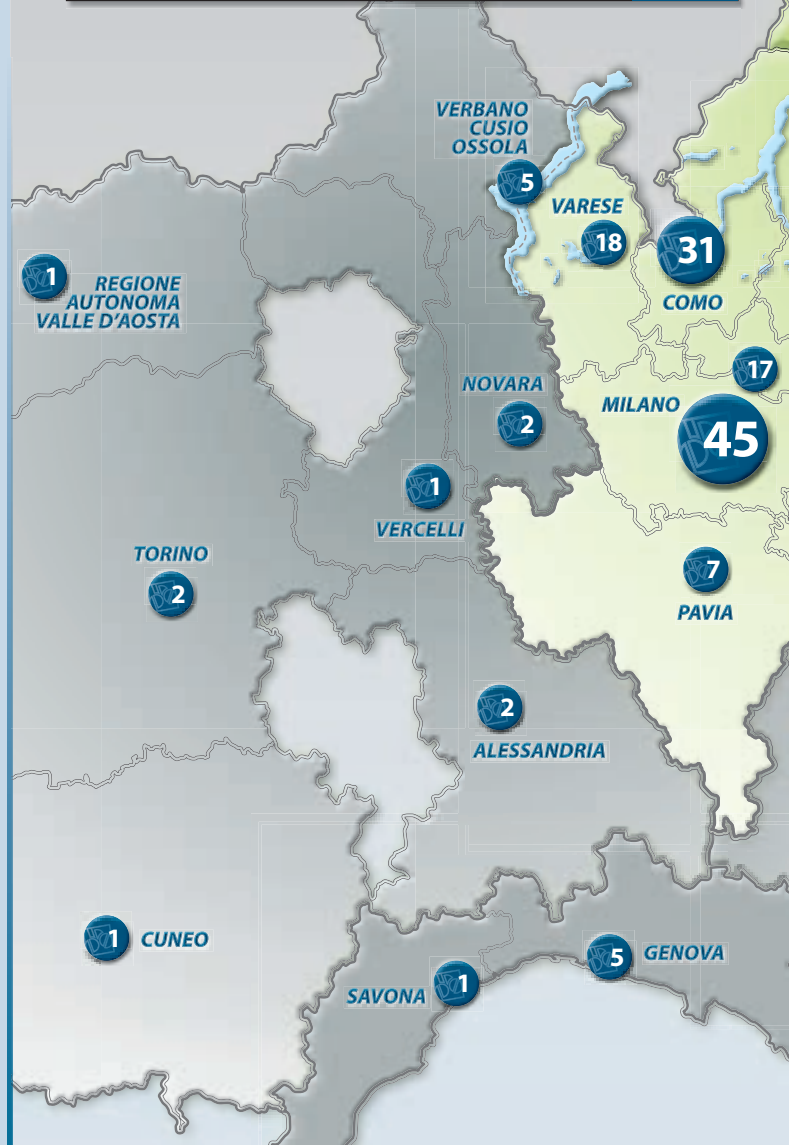 VERBANO
CUSIO
OSSOLA
5
VARESE
18
31
COMO
1
REGIONE
AUTONOMA
VALLE D'AOSTA
17
NOVARA
2
MILANO
45
1
VERCELLI
TORINO
2
7
PAVIA
2
ALESSANDRIA
1
CUNEO
5
GENOVA
SAVONA
1